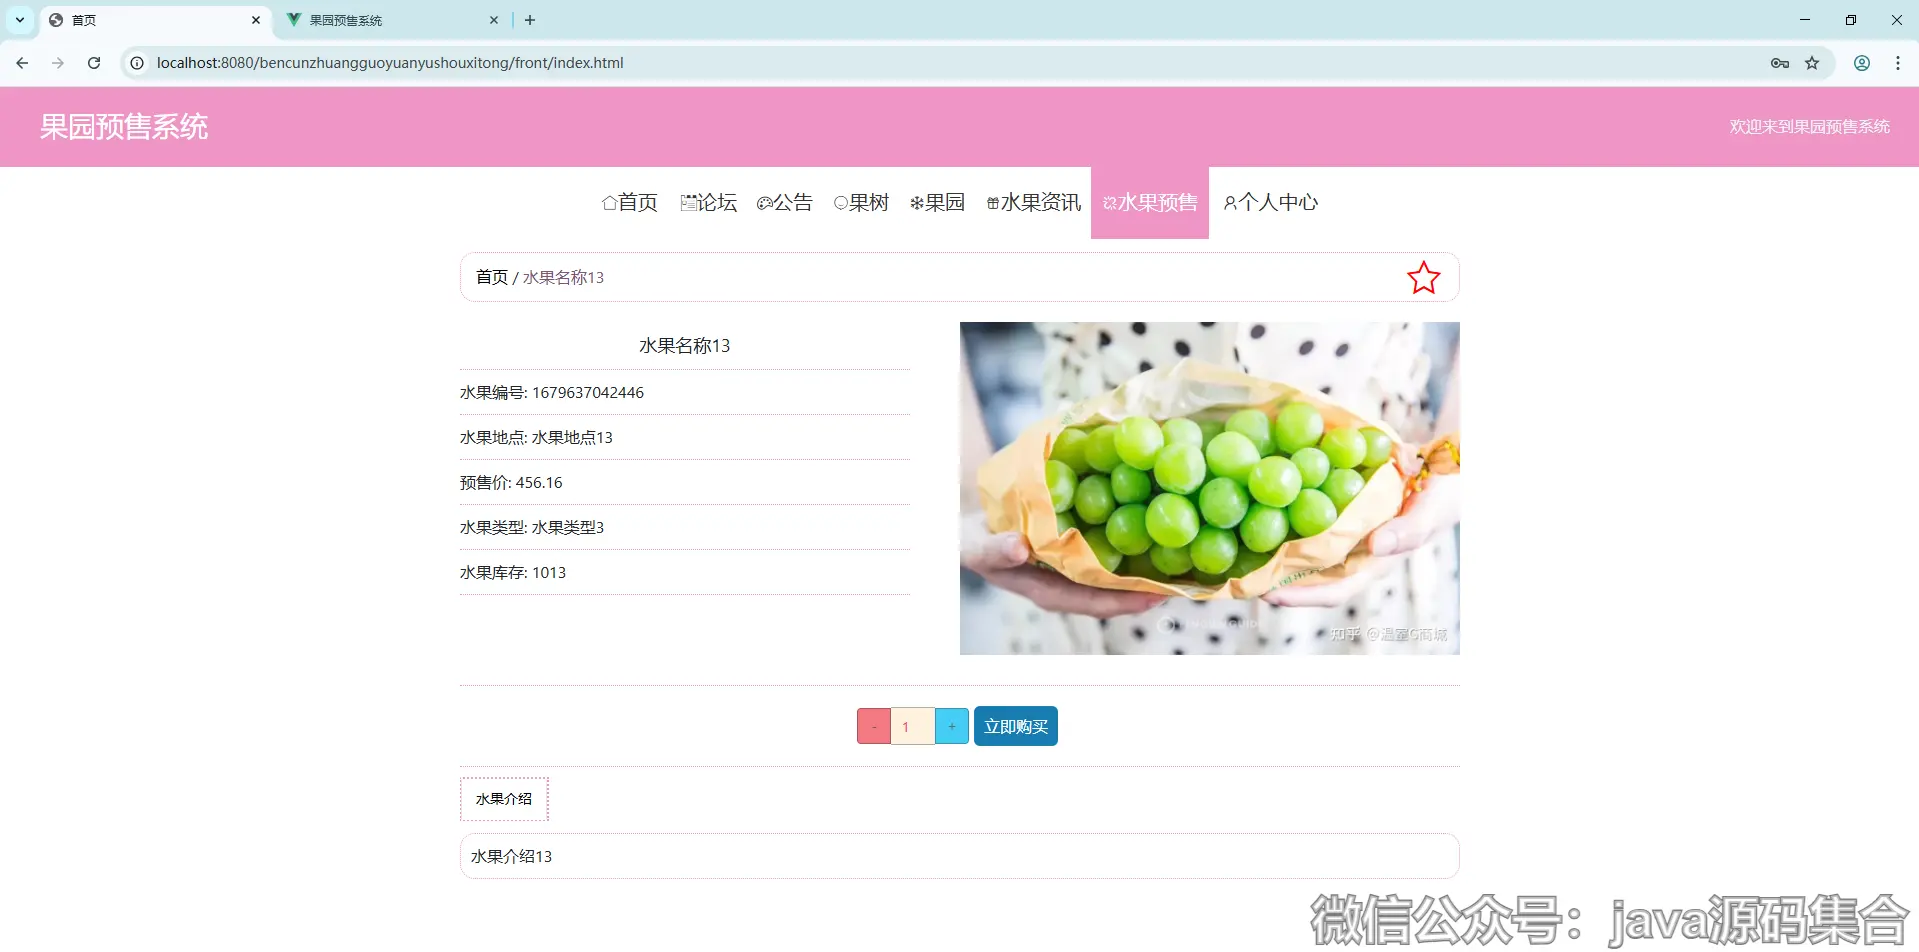 首页
果园预售系统
localhost:8080/bencunzhuangguoyuanyushouxitong/front/index.html
果园预售系统
欢迎来到果园预售系统
首页 论坛 公告 果树 果园 水果资讯 水果预售 个人中心
首页 / 水果名称13
水果名称13
水果编号: 1679637042446
水果地点: 水果地点13
预售价: 456.16
水果类型: 水果类型3
水果库存: 1013
知乎 @温室G商城
- 1 + 立即购买
水果介绍
水果介绍13
微信公众号：java源码集合